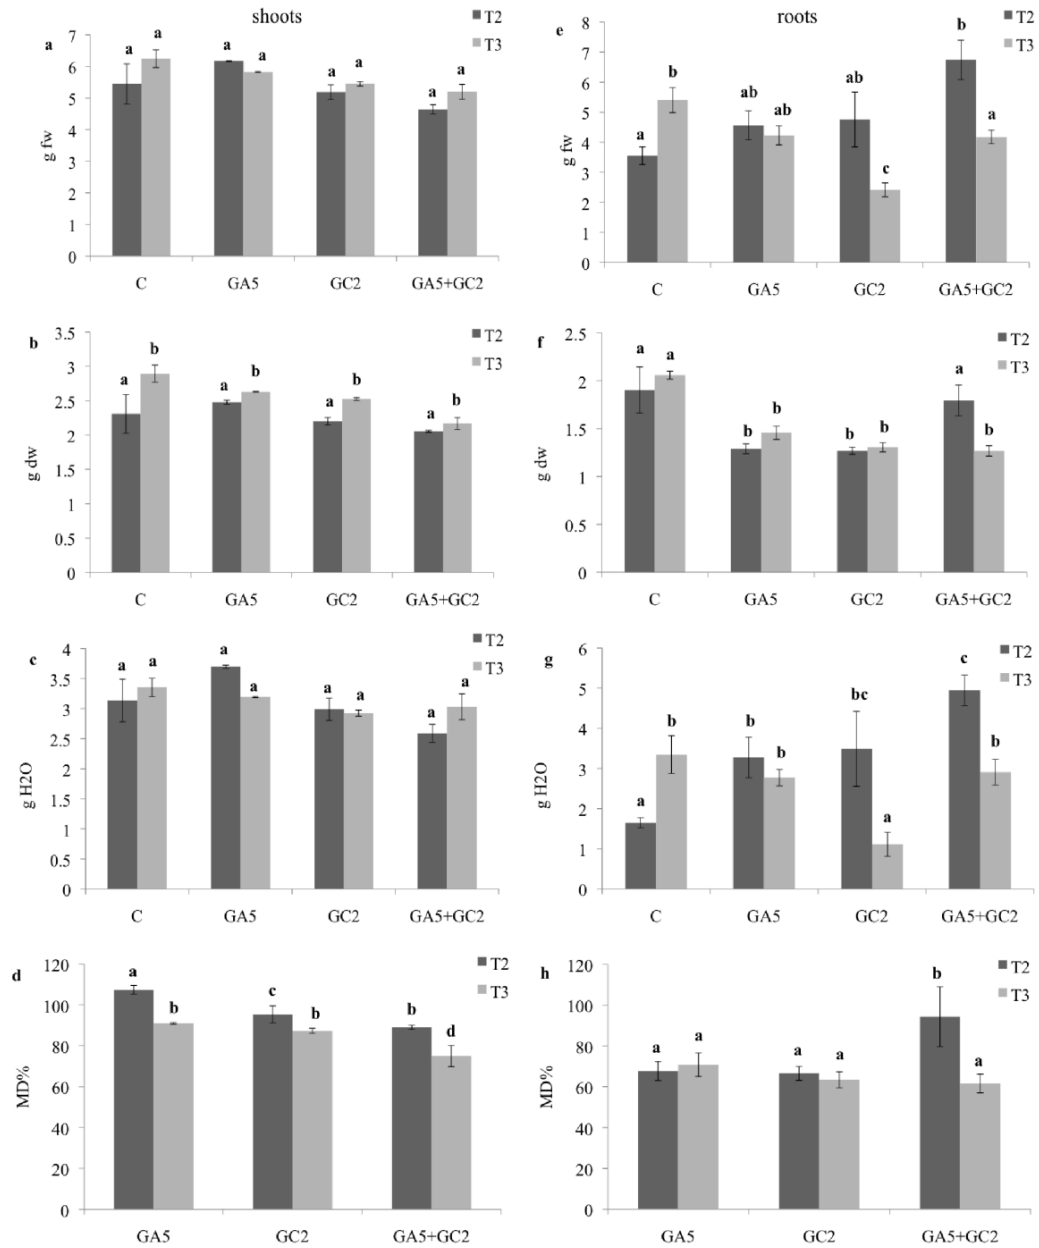 shoots
T2
T3
a
g fw
7
6
5
4
3
2
1
0
a a a a a a a a
C GA5 GC2 GA5+GC2
roots
T2
T3
e
g fw
8
7
6
5
4
3
2
1
0
a b ab ab ab c b a
C GA5 GC2 GA5+GC2
T2
T3
b
g dw
3.5
3
2.5
2
1.5
1
0.5
0
a b a b a b a b
C GA5 GC2 GA5+GC2
T2
T3
f
g dw
2.5
2
1.5
1
0.5
0
a a b b b b a b
C GA5 GC2 GA5+GC2
T2
T3
c
g H2O
4
3.5
3
2.5
2
1.5
1
0.5
0
a a a a a a a a
C GA5 GC2 GA5+GC2
T2
T3
g
g H2O
6
5
4
3
2
1
0
a b b b bc a c b
C GA5 GC2 GA5+GC2
T2
T3
d
MD%
120
100
80
60
40
20
0
a b c b b d
GA5 GC2 GA5+GC2
T2
T3
h
MD%
120
100
80
60
40
20
0
a a a a b a
GA5 GC2 GA5+GC2